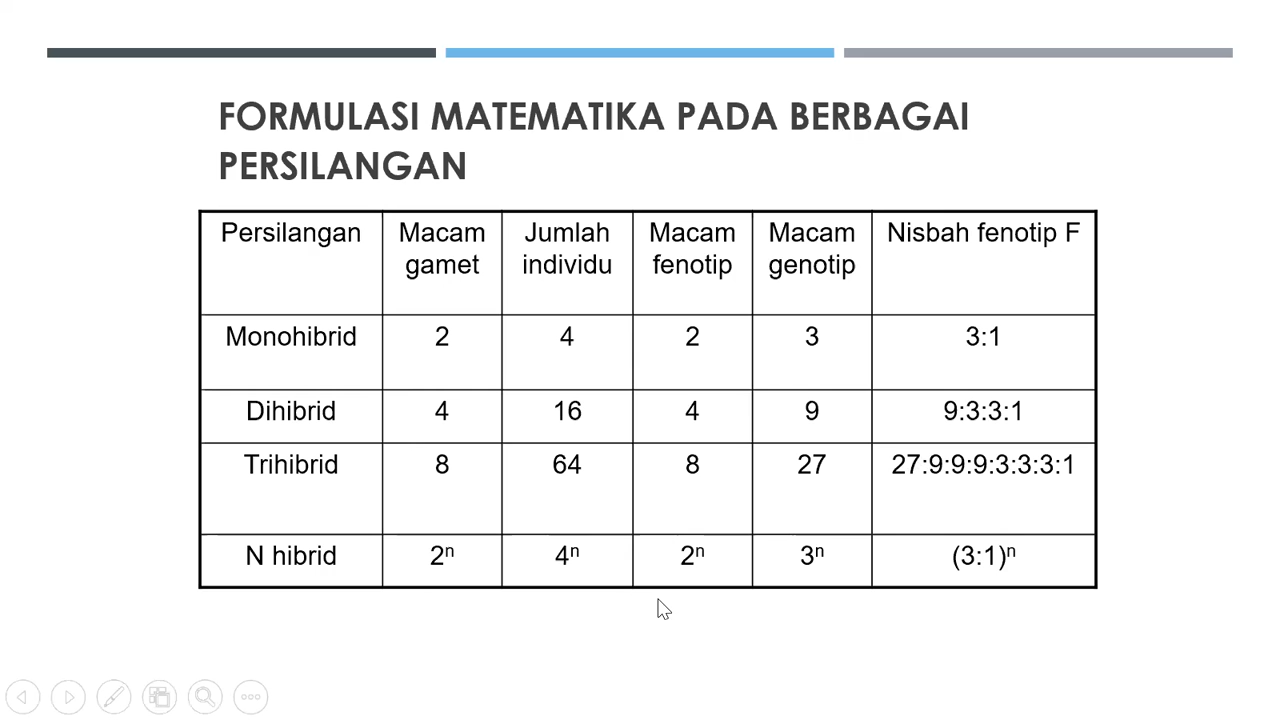 FORMULASI MATEMATIKA PADA BERBAGAI
PERSILANGAN
Persilangan Macam gamet Jumlah individu Macam fenotip Macam genotip Nisbah fenotip F
Monohibrid 2 4 2 3 3:1
Dihibrid 4 16 4 9 9:3:3:1
Trihibrid 8 64 8 27 27:9:9:9:3:3:3:1
N hibrid 2ⁿ 4ⁿ 2ⁿ 3ⁿ (3:1)ⁿ